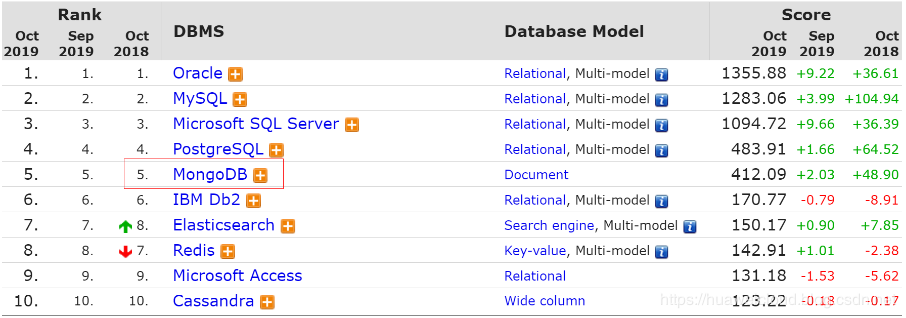 Rank Score
Oct 2019 Sep 2019 Oct 2018 DBMS Database Model Oct 2019 Sep 2019 Oct 2018
1. 1. 1. Oracle Relational, Multi-model 1355.88 +9.22 +36.61
2. 2. 2. MySQL Relational, Multi-model 1283.06 +3.99 +104.94
3. 3. 3. Microsoft SQL Server Relational, Multi-model 1094.72 +9.66 +36.39
4. 4. 4. PostgreSQL Relational, Multi-model 483.91 +1.66 +64.52
5. 5. 5. MongoDB Document 412.09 +2.03 +48.90
6. 6. 6. IBM Db2 Relational, Multi-model 170.77 -0.79 -8.91
7. 7. 8. Elasticsearch Search engine, Multi-model 150.17 +0.90 +7.85
8. 8. 7. Redis Key-value, Multi-model 142.91 +1.01 -2.38
9. 9. 9. Microsoft Access Relational 131.18 -1.53 -5.62
10. 10. 10. Cassandra Wide column 123.22 -0.18 -0.17